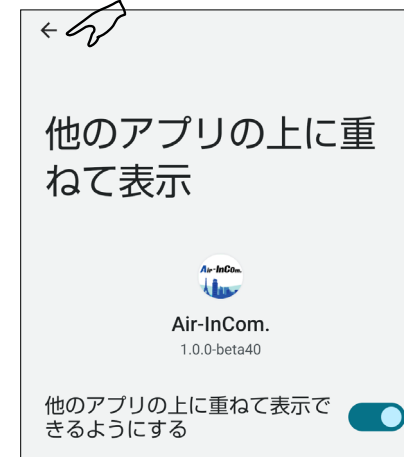 他のアプリの上に重
ねて表示
Air-InCom.
Air-InCom.
1.0.0-beta40
他のアプリの上に重ねて表示で
きるようにする